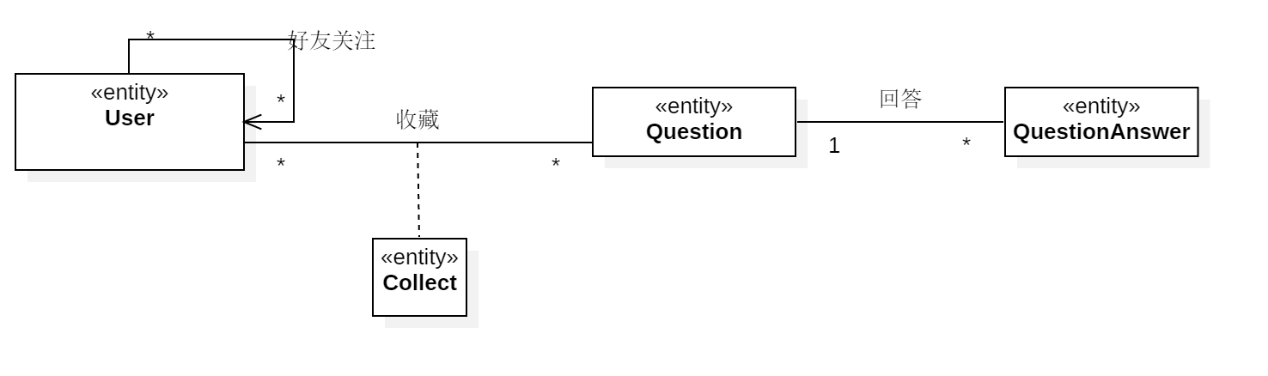 *
好友关注
«entity»
User
*
*
收藏
*
«entity»
Question
1
回答
*
«entity»
QuestionAnswer
«entity»
Collect